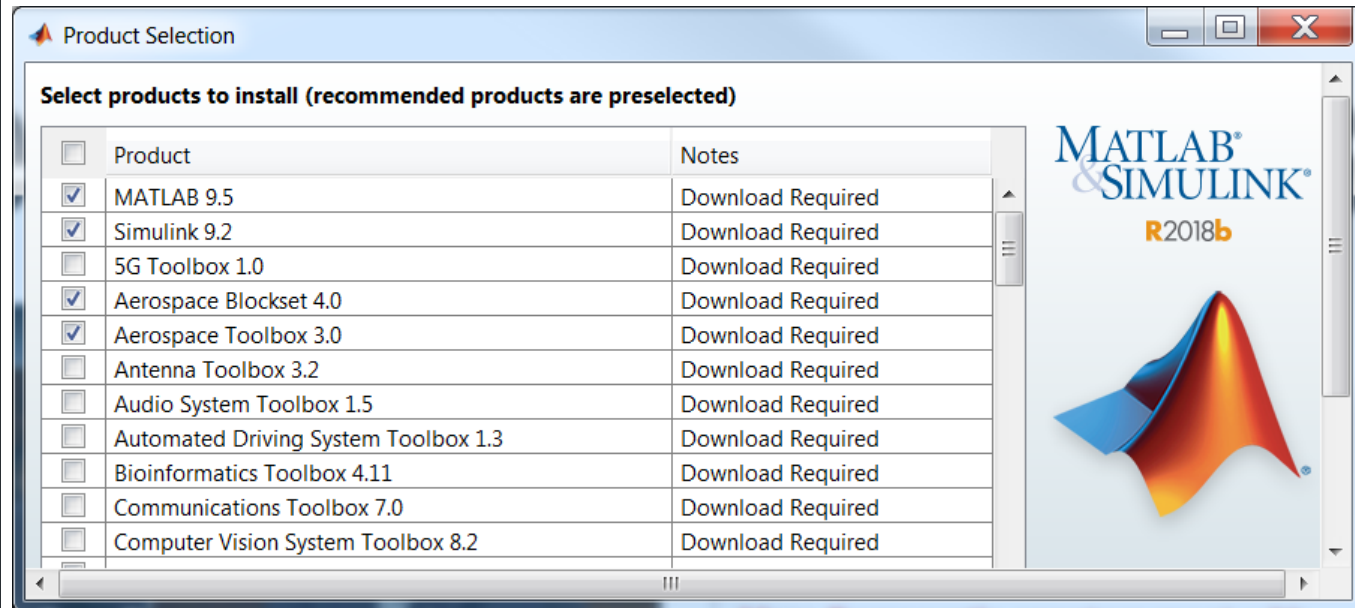 Product Selection
Select products to install (recommended products are preselected)
Product Notes
MATLAB 9.5 Download Required
Simulink 9.2 Download Required
5G Toolbox 1.0 Download Required
Aerospace Blockset 4.0 Download Required
Aerospace Toolbox 3.0 Download Required
Antenna Toolbox 3.2 Download Required
Audio System Toolbox 1.5 Download Required
Automated Driving System Toolbox 1.3 Download Required
Bioinformatics Toolbox 4.11 Download Required
Communications Toolbox 7.0 Download Required
Computer Vision System Toolbox 8.2 Download Required
MATLAB®
&SIMULINK®
R2018b
®